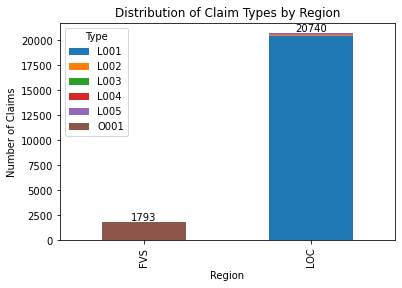 Distribution of Claim Types by Region
Type
L001
L002
L003
L004
L005
O001
20740
1793
Number of Claims
20000
17500
15000
12500
10000
7500
5000
2500
0
FVS
LOC
Region